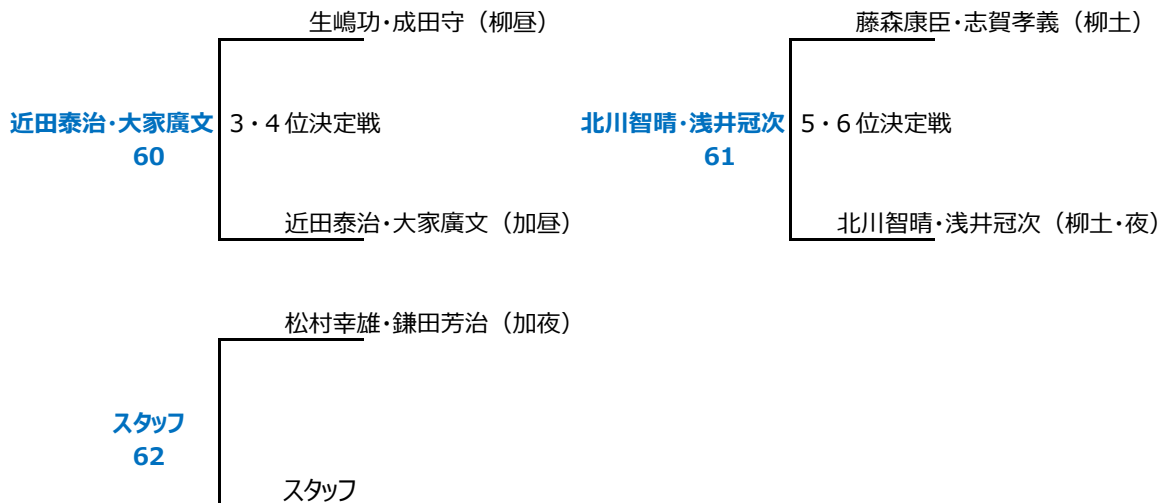 生嶋功・成田守（柳昼）
近田泰治・大家廣文
60
3・4位決定戦
近田泰治・大家廣文（加昼）
藤森康臣・志賀孝義（柳土）
北川智晴・浅井冠次
61
5・6位決定戦
北川智晴・浅井冠次（柳土・夜）
松村幸雄・鎌田芳治（加夜）
スタッフ
62
スタッフ